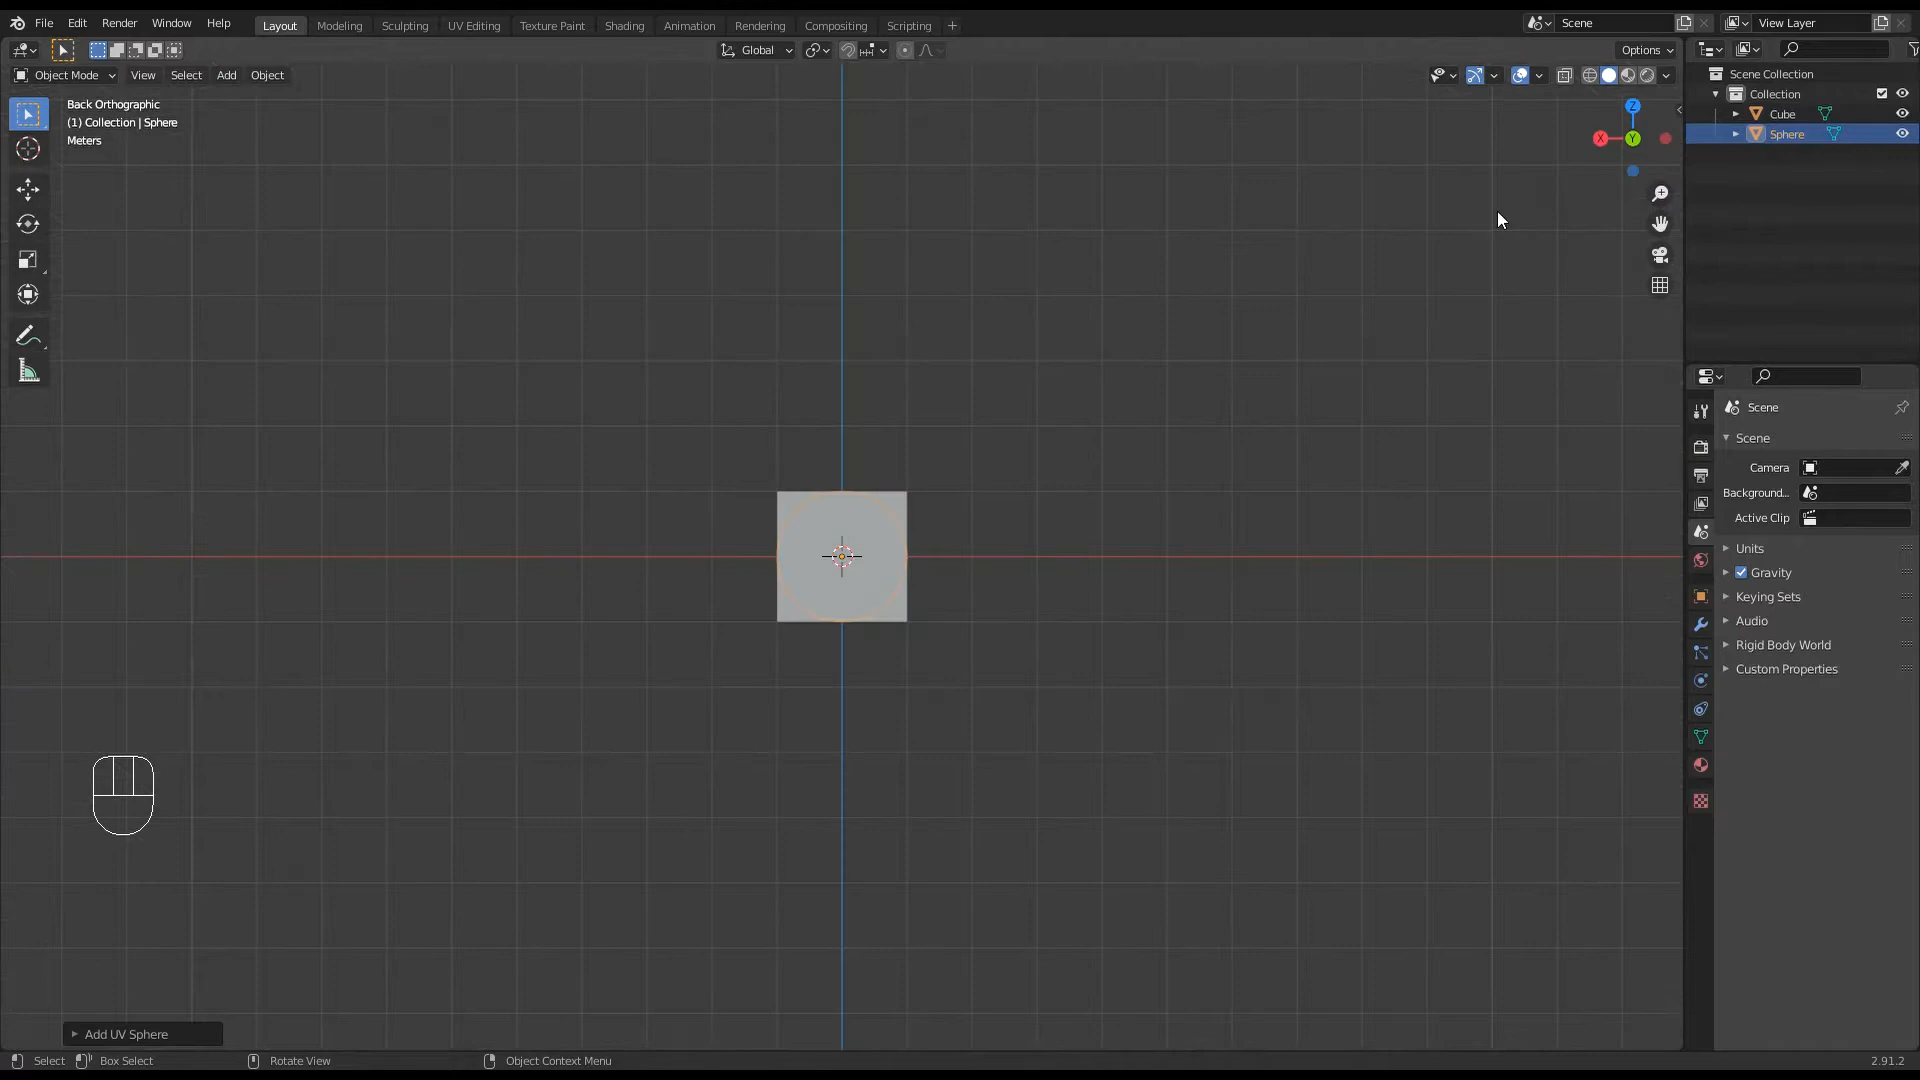 File Edit Render Window Help Layout Modeling Sculpting UV Editing Texture Paint Shading Animation Rendering Compositing Scripting + Scene View Layer
Global Options
Object Mode View Select Add Object
Back Orthographic
(1) Collection | Sphere
Meters
Z
X Y
Scene Collection
Collection
Cube
Sphere
Scene
Scene
Camera
Background...
Active Clip
Units
Gravity
Keying Sets
Audio
Rigid Body World
Custom Properties
Add UV Sphere
Select Box Select Rotate View Object Context Menu 2.91.2